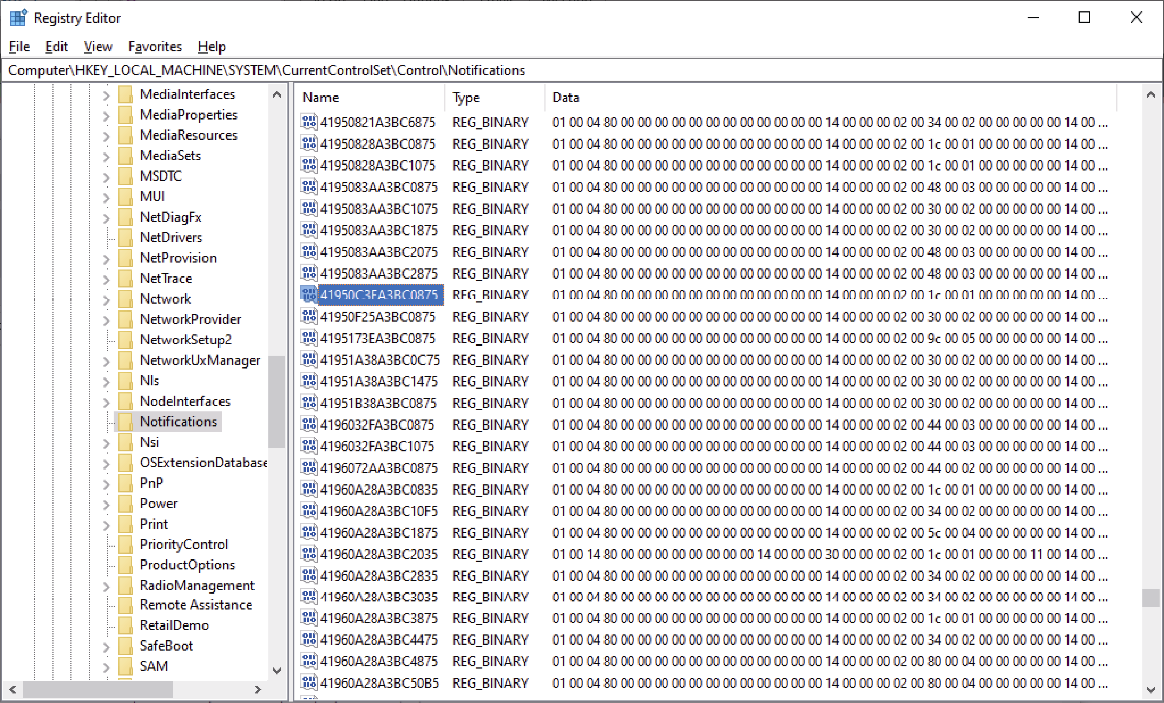 Registry Editor
File Edit View Favorites Help
Computer\HKEY_LOCAL_MACHINE\SYSTEM\CurrentControlSet\Control\Notifications
MediaInterfaces
MediaProperties
MediaResources
MediaSets
MSDTC
MUI
NetDiagFx
NetDrivers
NetProvision
NetTrace
Network
NetworkProvider
NetworkSetup2
NetworkUxManager
Nls
NodeInterfaces
Notifications
Nsi
OSExtensionDatabase
PnP
Power
Print
PriorityControl
ProductOptions
RadioManagement
Remote Assistance
RetailDemo
SafeBoot
SAM
Name Type Data
41950821A3BC6875 REG_BINARY 01 00 04 80 00 00 00 00 00 00 00 00 00 00 00 00 14 00 00 00 02 00 34 00 02 00 00 00 00 00 14 00 ...
41950828A3BC0875 REG_BINARY 01 00 04 80 00 00 00 00 00 00 00 00 00 00 00 00 14 00 00 00 02 00 1c 00 01 00 00 00 00 00 14 00 ...
41950828A3BC1075 REG_BINARY 01 00 04 80 00 00 00 00 00 00 00 00 00 00 00 00 14 00 00 00 02 00 1c 00 01 00 00 00 00 00 14 00 ...
4195083AA3BC0875 REG_BINARY 01 00 04 80 00 00 00 00 00 00 00 00 00 00 00 00 14 00 00 00 02 00 48 00 03 00 00 00 00 00 14 00 ...
4195083AA3BC1075 REG_BINARY 01 00 04 80 00 00 00 00 00 00 00 00 00 00 00 00 14 00 00 00 02 00 30 00 02 00 00 00 00 00 14 00 ...
4195083AA3BC1875 REG_BINARY 01 00 04 80 00 00 00 00 00 00 00 00 00 00 00 00 14 00 00 00 02 00 30 00 02 00 00 00 00 00 14 00 ...
4195083AA3BC2075 REG_BINARY 01 00 04 80 00 00 00 00 00 00 00 00 00 00 00 00 14 00 00 00 02 00 48 00 03 00 00 00 00 00 14 00 ...
4195083AA3BC2875 REG_BINARY 01 00 04 80 00 00 00 00 00 00 00 00 00 00 00 00 14 00 00 00 02 00 48 00 03 00 00 00 00 00 14 00 ...
41950C3EA3BC0875 REG_BINARY 01 00 04 80 00 00 00 00 00 00 00 00 00 00 00 00 14 00 00 00 02 00 1c 00 01 00 00 00 00 00 14 00 ...
41950F25A3BC0875 REG_BINARY 01 00 04 80 00 00 00 00 00 00 00 00 00 00 00 00 14 00 00 00 02 00 30 00 02 00 00 00 00 00 14 00 ...
4195173EA3BC0875 REG_BINARY 01 00 04 80 00 00 00 00 00 00 00 00 00 00 00 00 14 00 00 00 02 00 9c 00 05 00 00 00 00 00 14 00 ...
41951A38A3BC0C75 REG_BINARY 01 00 04 80 00 00 00 00 00 00 00 00 00 00 00 00 14 00 00 00 02 00 30 00 02 00 00 00 00 00 14 00 ...
41951A38A3BC1475 REG_BINARY 01 00 04 80 00 00 00 00 00 00 00 00 00 00 00 00 14 00 00 00 02 00 30 00 02 00 00 00 00 00 14 00 ...
41951B38A3BC0875 REG_BINARY 01 00 04 80 00 00 00 00 00 00 00 00 00 00 00 00 14 00 00 00 02 00 30 00 02 00 00 00 00 00 14 00 ...
4196032FA3BC0875 REG_BINARY 01 00 04 80 00 00 00 00 00 00 00 00 00 00 00 00 14 00 00 00 02 00 44 00 03 00 00 00 00 00 14 00 ...
4196032FA3BC1075 REG_BINARY 01 00 04 80 00 00 00 00 00 00 00 00 00 00 00 00 14 00 00 00 02 00 44 00 03 00 00 00 00 00 14 00 ...
4196072AA3BC0875 REG_BINARY 01 00 04 80 00 00 00 00 00 00 00 00 00 00 00 00 14 00 00 00 02 00 44 00 02 00 00 00 00 00 14 00 ...
41960A28A3BC0835 REG_BINARY 01 00 04 80 00 00 00 00 00 00 00 00 00 00 00 00 14 00 00 00 02 00 1c 00 01 00 00 00 00 00 14 00 ...
41960A28A3BC10F5 REG_BINARY 01 00 04 80 00 00 00 00 00 00 00 00 00 00 00 00 14 00 00 00 02 00 34 00 02 00 00 00 00 00 14 00 ...
41960A28A3BC1875 REG_BINARY 01 00 04 80 00 00 00 00 00 00 00 00 00 00 00 00 14 00 00 00 02 00 5c 00 04 00 00 00 00 00 14 00 ...
41960A28A3BC2035 REG_BINARY 01 00 14 80 00 00 00 00 00 00 00 00 14 00 00 00 30 00 00 00 02 00 1c 00 01 00 00 00 11 00 14 00 ...
41960A28A3BC2835 REG_BINARY 01 00 04 80 00 00 00 00 00 00 00 00 00 00 00 00 14 00 00 00 02 00 34 00 02 00 00 00 00 00 14 00 ...
41960A28A3BC3035 REG_BINARY 01 00 04 80 00 00 00 00 00 00 00 00 00 00 00 00 14 00 00 00 02 00 34 00 02 00 00 00 00 00 14 00 ...
41960A28A3BC3875 REG_BINARY 01 00 04 80 00 00 00 00 00 00 00 00 00 00 00 00 14 00 00 00 02 00 1c 00 01 00 00 00 00 00 14 00 ...
41960A28A3BC4475 REG_BINARY 01 00 04 80 00 00 00 00 00 00 00 00 00 00 00 00 14 00 00 00 02 00 34 00 02 00 00 00 00 00 14 00 ...
41960A28A3BC4875 REG_BINARY 01 00 04 80 00 00 00 00 00 00 00 00 00 00 00 00 14 00 00 00 02 00 80 00 04 00 00 00 00 00 14 00 ...
41960A28A3BC50B5 REG_BINARY 01 00 04 80 00 00 00 00 00 00 00 00 00 00 00 00 14 00 00 00 02 00 80 00 04 00 00 00 00 00 14 00 ...